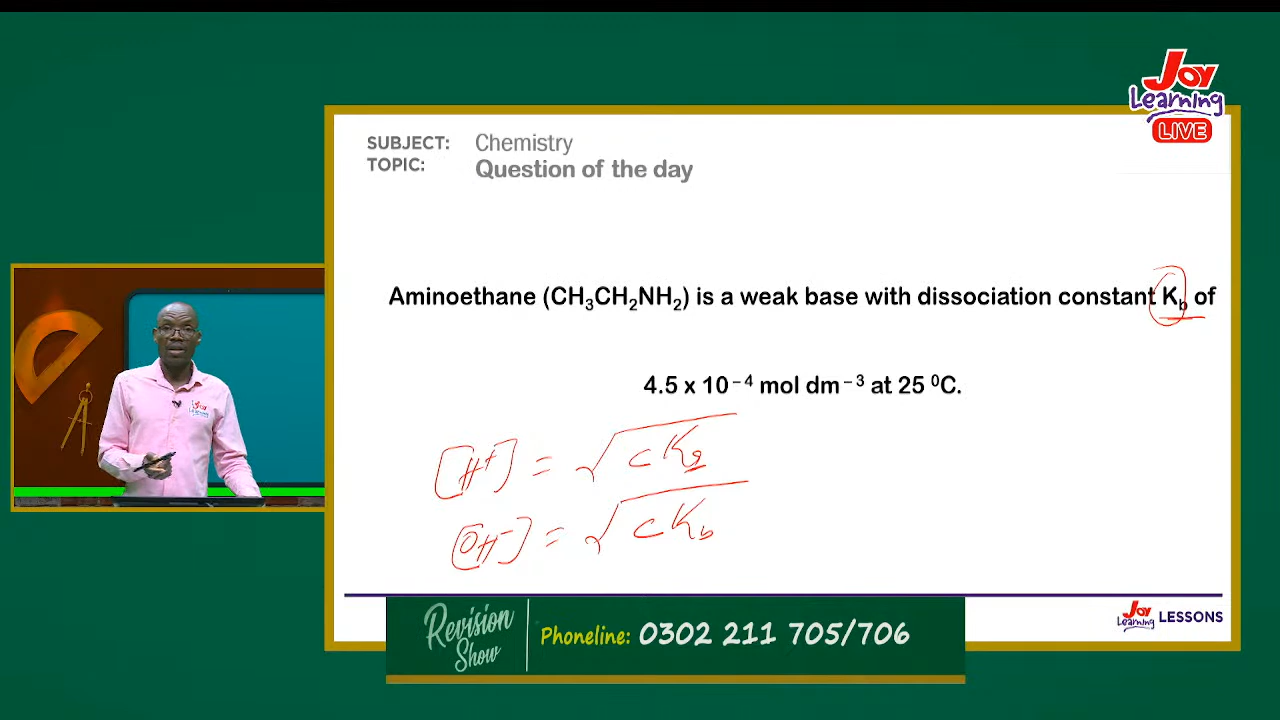 Joy
Learning
LIVE
SUBJECT: Chemistry
TOPIC: Question of the day
Aminoethane (CH₃CH₂NH₂) is a weak base with dissociation constant K_b of
4.5 x 10⁻⁴ mol dm⁻³ at 25 ⁰C.
[H⁺] = √cKₐ
[OH⁻] = √cK_b
Joy Learning LESSONS
Revision Show
Phoneline: 0302 211 705/706